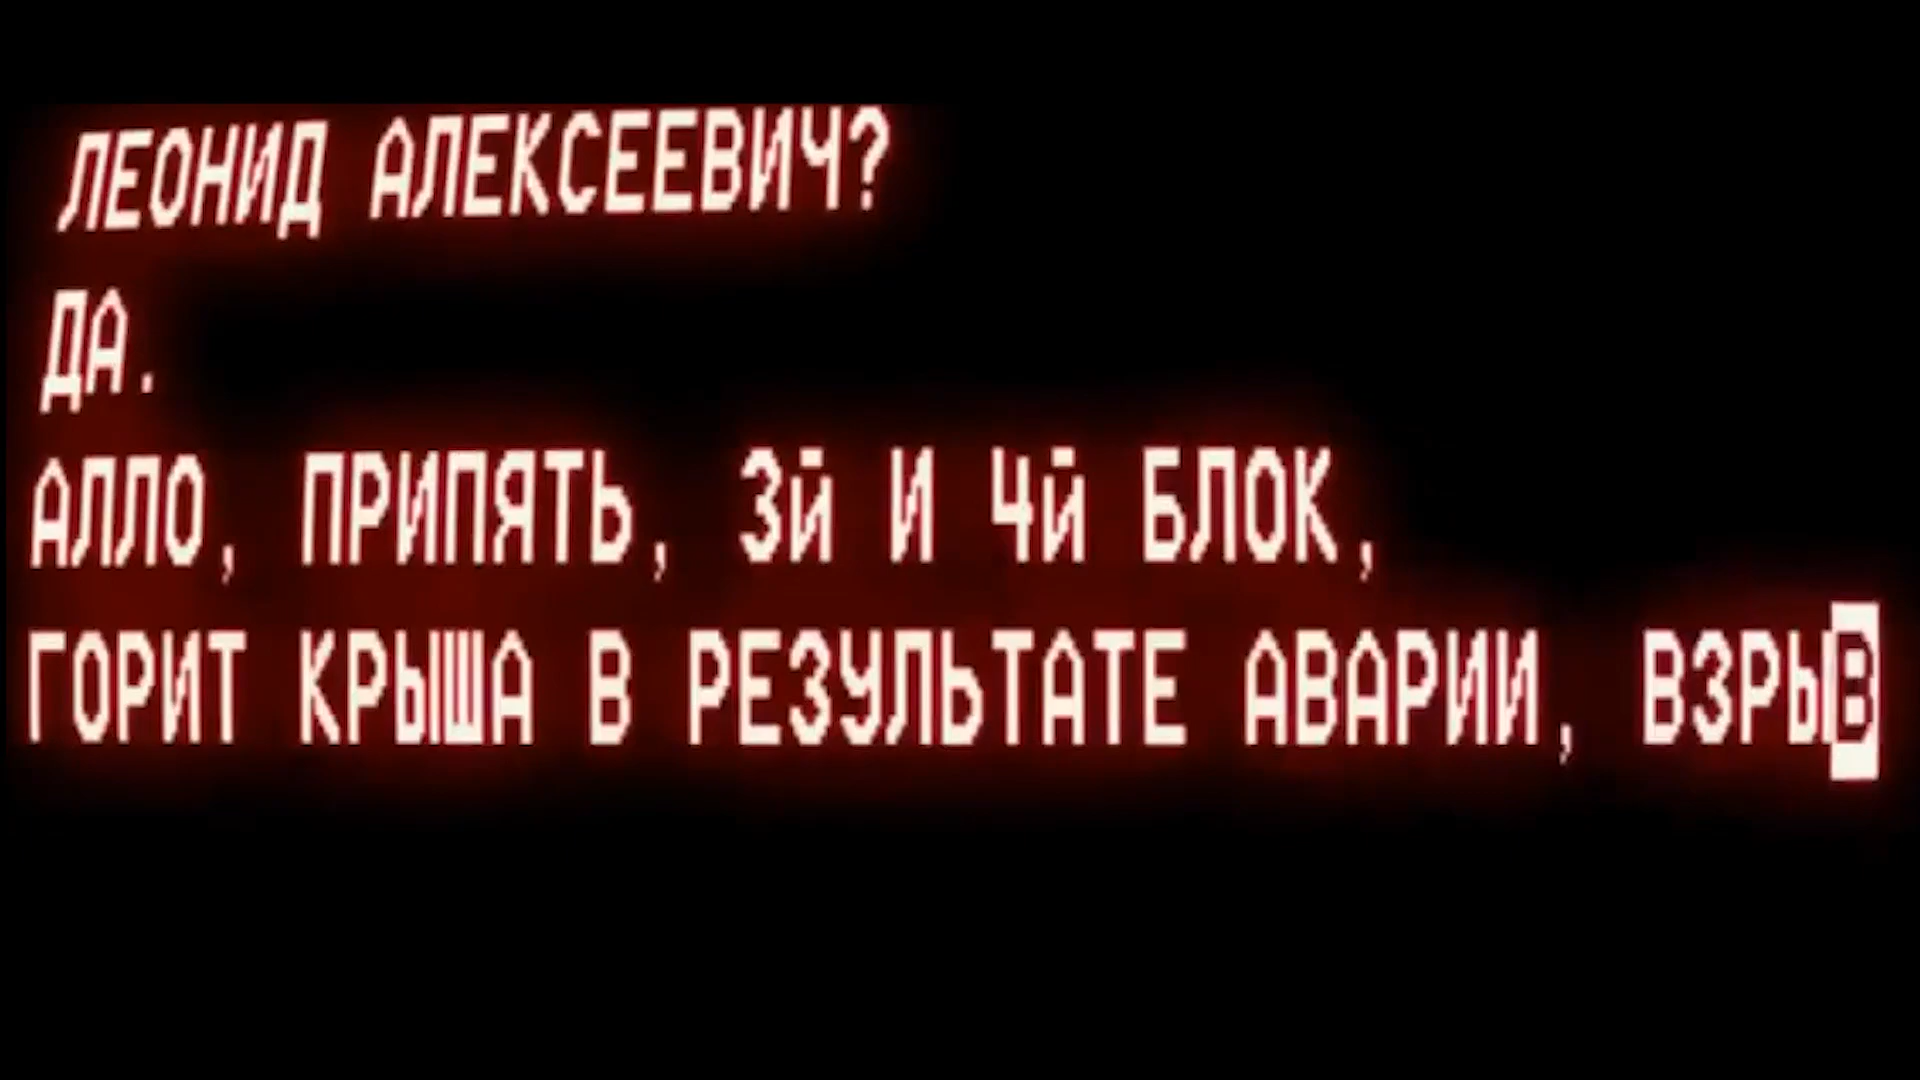 ЛЕОНИД АЛЕКСЕЕВИЧ?
ДА.
АЛЛО, ПРИПЯТЬ, 3й И 4й БЛОК,
ГОРИТ КРЫША В РЕЗУЛЬТАТЕ АВАРИИ, ВЗРЫВ